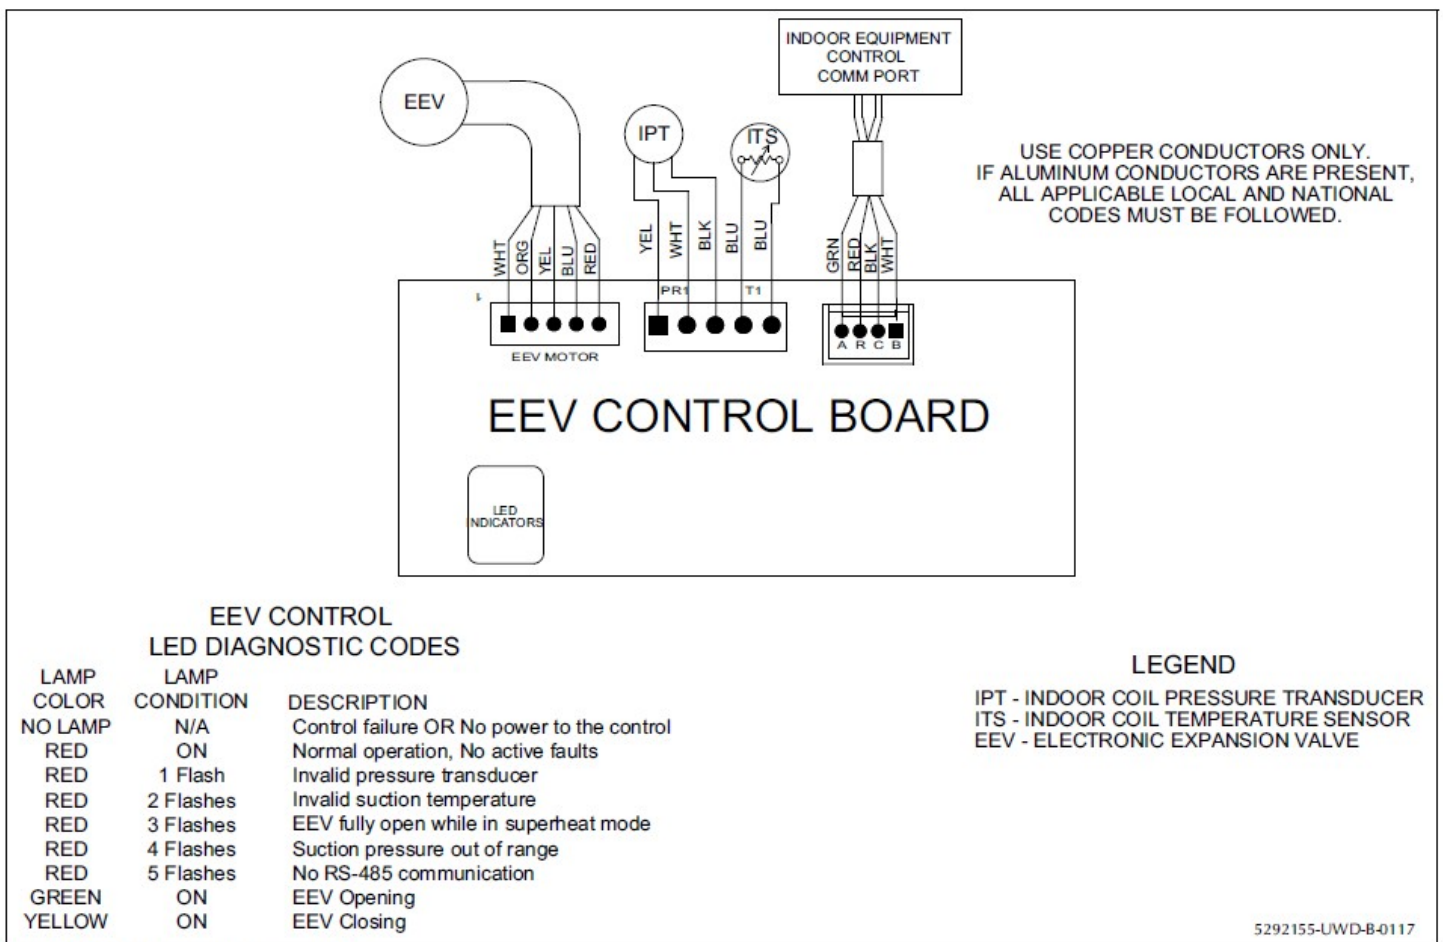 INDOOR EQUIPMENT
CONTROL
COMM PORT
EEV
IPT
ITS
USE COPPER CONDUCTORS ONLY.
IF ALUMINUM CONDUCTORS ARE PRESENT,
ALL APPLICABLE LOCAL AND NATIONAL
CODES MUST BE FOLLOWED.
WHT ORG YEL BLU RED
YEL WHT BLK BLU BLU
GRN RED BLK WHT
1
PR1 T1
A R C B
EEV MOTOR
EEV CONTROL BOARD
LED
INDICATORS
EEV CONTROL
LED DIAGNOSTIC CODES
LAMP LAMP
COLOR CONDITION DESCRIPTION
NO LAMP N/A Control failure OR No power to the control
RED ON Normal operation, No active faults
RED 1 Flash Invalid pressure transducer
RED 2 Flashes Invalid suction temperature
RED 3 Flashes EEV fully open while in superheat mode
RED 4 Flashes Suction pressure out of range
RED 5 Flashes No RS-485 communication
GREEN ON EEV Opening
YELLOW ON EEV Closing
LEGEND
IPT - INDOOR COIL PRESSURE TRANSDUCER
ITS - INDOOR COIL TEMPERATURE SENSOR
EEV - ELECTRONIC EXPANSION VALVE
5292155-UWD-B-0117